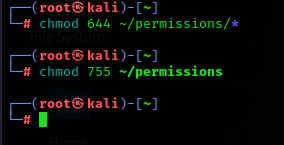 ┌──(root㉿kali)-[~]
└─# chmod 644 ~/permissions/*
┌──(root㉿kali)-[~]
└─# chmod 755 ~/permissions
┌──(root㉿kali)-[~]
└─#